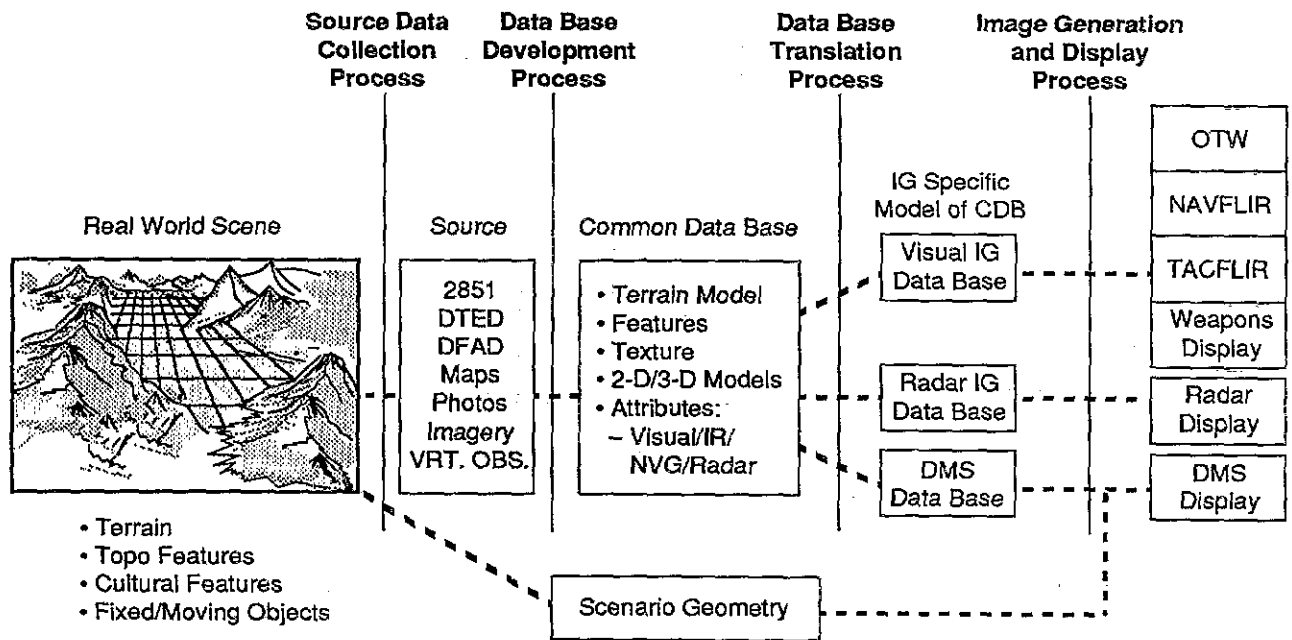 Source Data
Collection
Process
Data Base
Development
Process
Data Base
Translation
Process
Image Generation
and Display
Process
Real World Scene
• Terrain
• Topo Features
• Cultural Features
• Fixed/Moving Objects
Source
2851
DTED
DFAD
Maps
Photos
Imagery
VRT. OBS.
Common Data Base
• Terrain Model
• Features
• Texture
• 2-D/3-D Models
• Attributes:
– Visual/IR/
NVG/Radar
Scenario Geometry
IG Specific
Model of CDB
Visual IG
Data Base
Radar IG
Data Base
DMS
Data Base
OTW
NAVFLIR
TACFLIR
Weapons
Display
Radar
Display
DMS
Display